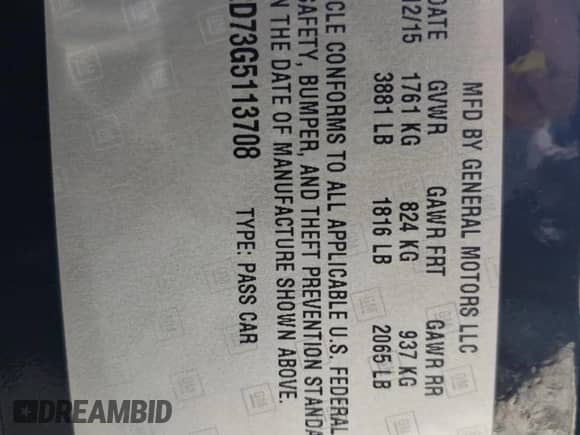 MFD BY GENERAL MOTORS LLC
DATE GVWR GAWR FRT GAWR RR
12/15 1761 KG 824 KG 937 KG
3881 LB 1816 LB 2065 LB
CLE CONFORMS TO ALL APPLICABLE U.S. FEDERAL
SAFETY, BUMPER, AND THEFT PREVENTION STANDA
N THE DATE OF MANUFACTURE SHOWN ABOVE.
D73G5113708 TYPE: PASS CAR
DREAMBID